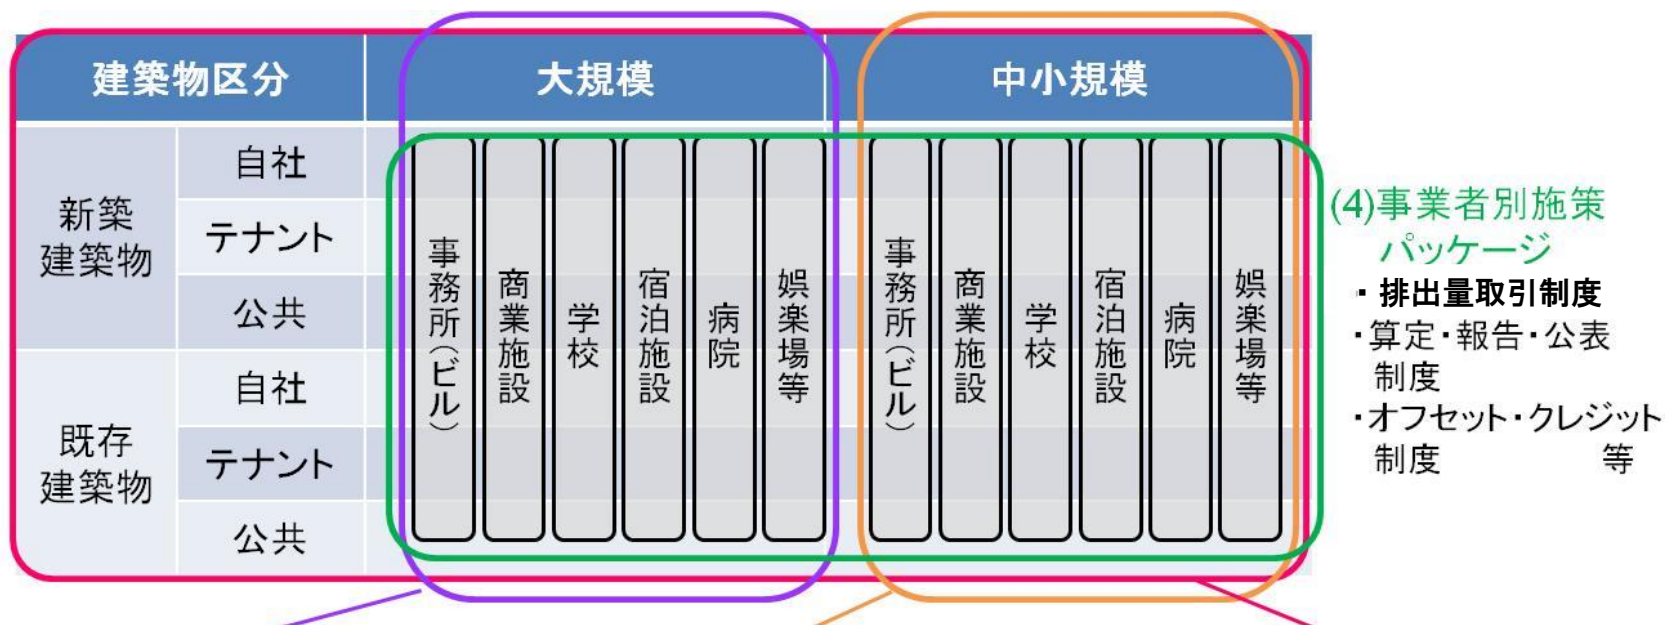 建築物区分
大規模
中小規模
新築
建築物
自社
テナント
公共
既存
建築物
自社
テナント
公共
事務所(ビル)
商業施設
学校
宿泊施設
病院
娯楽場等
事務所(ビル)
商業施設
学校
宿泊施設
病院
娯楽場等
(4)事業者別施策
パッケージ
・排出量取引制度
・算定・報告・公表
制度
・オフセット・クレジット
制度 等